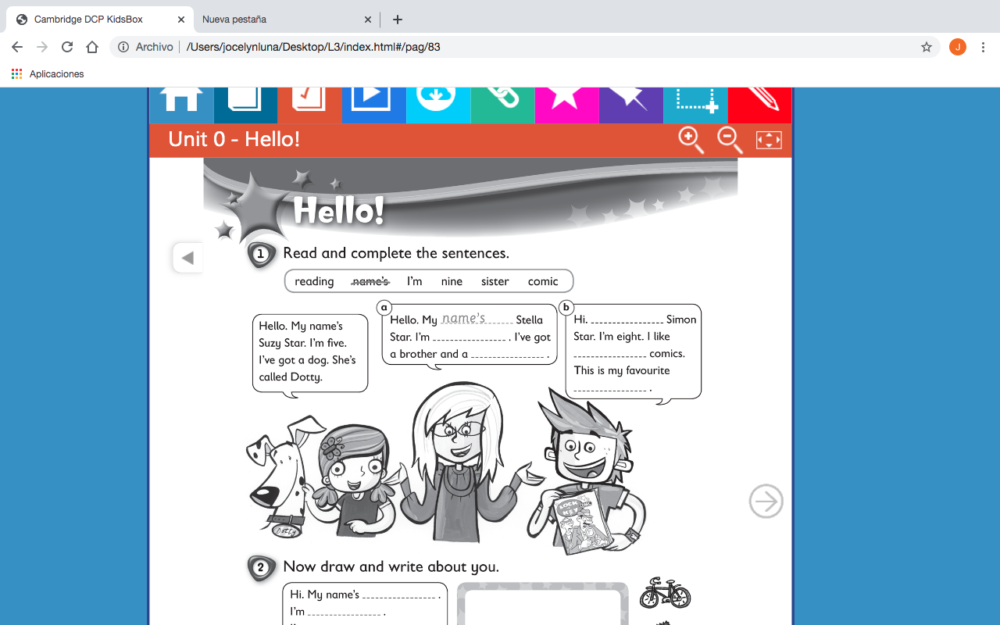 Cambridge DCP KidsBox
Nueva pestaña
Archivo
/Users/jocelynluna/Desktop/L3/index.html#/pag/83
J
Aplicaciones
Unit 0 - Hello!
Hello!
1 Read and complete the sentences.
reading name's I'm nine sister comic
Hello. My name's
Suzy Star. I'm five.
I've got a dog. She's
called Dotty.
a
Hello. My name's Stella
Star. I'm ______ . I've got
a brother and a ______ .
b
Hi. ______ Simon
Star. I'm eight. I like
______ comics.
This is my favourite
______ .
Dotty
LOCK
KEY
2 Now draw and write about you.
Hi. My name's ______ .
I'm ______ .